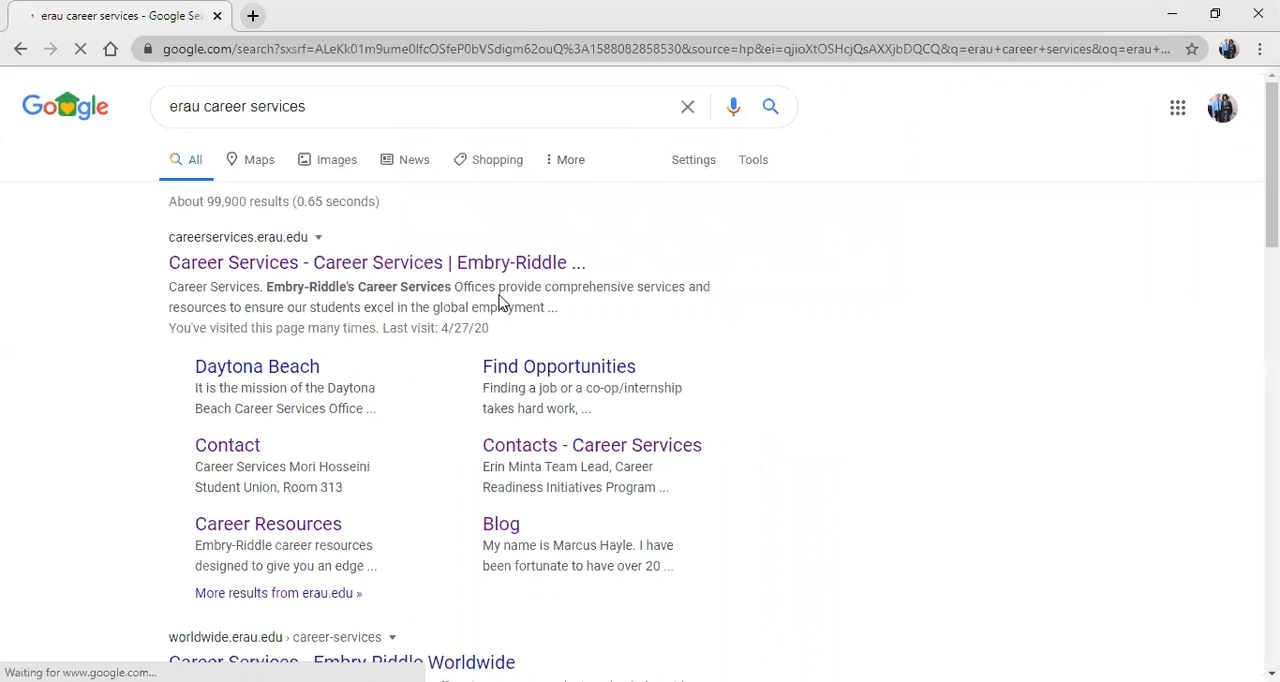 erau career services - Google Se
google.com/search?sxsrf=ALeKk01m9ume0IfcOSfeP0bVSdigm62ouQ%3A1588082858530&source=hp&ei=qjioXtOSHcjQsAXXjbDQCQ&q=erau+career+services&oq=erau+...
Google
erau career services
All Maps Images News Shopping More Settings Tools
About 99,900 results (0.65 seconds)
careerservices.erau.edu
Career Services - Career Services | Embry-Riddle ...
Career Services. Embry-Riddle's Career Services Offices provide comprehensive services and
resources to ensure our students excel in the global employment ...
You've visited this page many times. Last visit: 4/27/20
Daytona Beach
It is the mission of the Daytona
Beach Career Services Office ...
Find Opportunities
Finding a job or a co-op/internship
takes hard work, ...
Contact
Career Services Mori Hosseini
Student Union, Room 313
Contacts - Career Services
Erin Minta Team Lead, Career
Readiness Initiatives Program ...
Career Resources
Embry-Riddle career resources
designed to give you an edge ...
Blog
My name is Marcus Hayle. I have
been fortunate to have over 20 ...
More results from erau.edu »
worldwide.erau.edu › career-services
Career Services - Embry-Riddle Worldwide
Waiting for www.google.com...